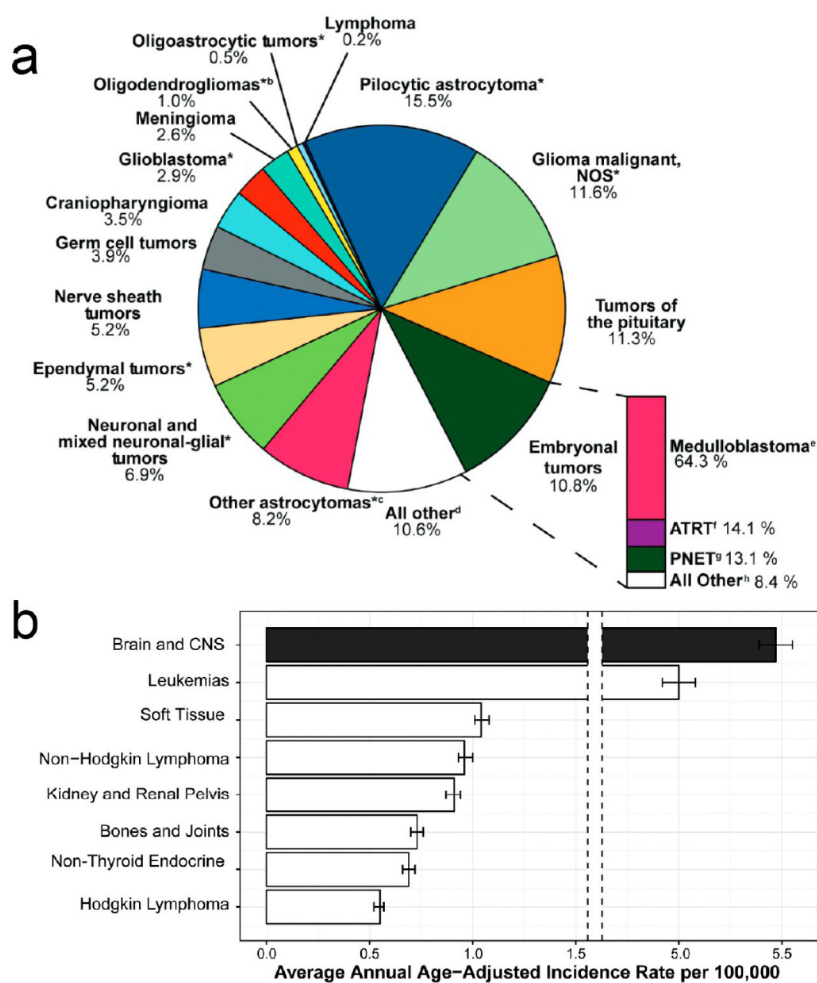 a
Lymphoma
0.2%
Oligoastrocytic tumors*
0.5%
Oligodendrogliomas*ᵇ
1.0%
Meningioma
2.6%
Glioblastoma*
2.9%
Craniopharyngioma
3.5%
Germ cell tumors
3.9%
Nerve sheath
tumors
5.2%
Ependymal tumors*
5.2%
Neuronal and
mixed neuronal-glial*
tumors
6.9%
Other astrocytomas*ᶜ
8.2%
All otherᵈ
10.6%
Pilocytic astrocytoma*
15.5%
Glioma malignant,
NOS*
11.6%
Tumors of
the pituitary
11.3%
Embryonal
tumors
10.8%
Medulloblastomaᵉ
64.3 %
ATRTᶠ 14.1 %
PNETᵍ 13.1 %
All Otherʰ 8.4 %
b
Brain and CNS
Leukemias
Soft Tissue
Non−Hodgkin Lymphoma
Kidney and Renal Pelvis
Bones and Joints
Non-Thyroid Endocrine
Hodgkin Lymphoma
0.0 0.5 1.0 1.5 5.0 5.5
Average Annual Age−Adjusted Incidence Rate per 100,000